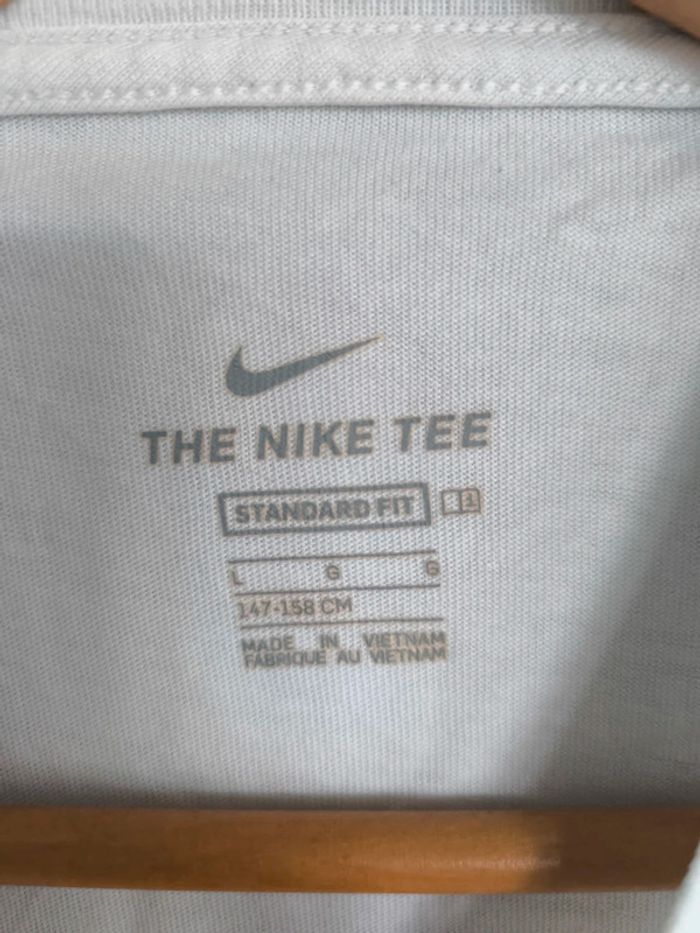 THE NIKE TEE
STANDARD FIT
L G G
147-158 CM
MADE IN VIETNAM
FABRIQUE AU VIETNAM